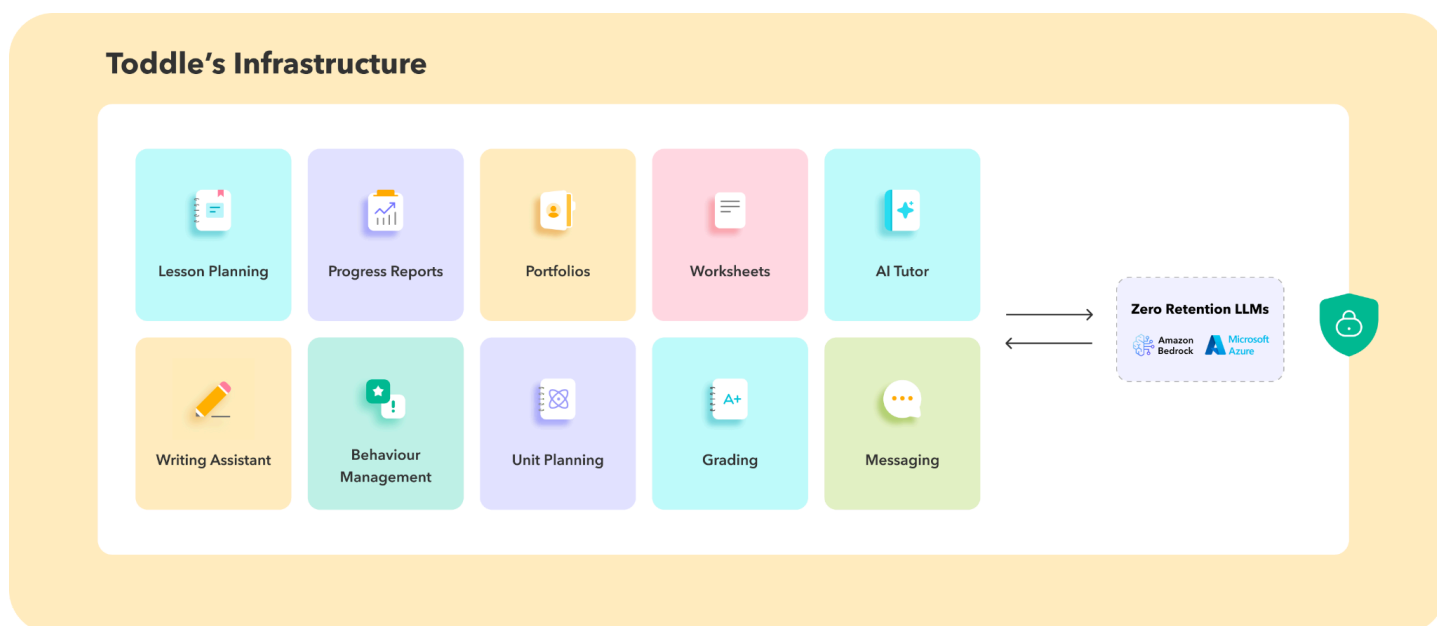 Toddle’s Infrastructure
Lesson Planning
Progress Reports
Portfolios
Worksheets
AI Tutor
Writing Assistant
Behaviour
Management
Unit Planning
A+
Grading
Messaging
Zero Retention LLMs
Amazon
Bedrock
Microsoft
Azure